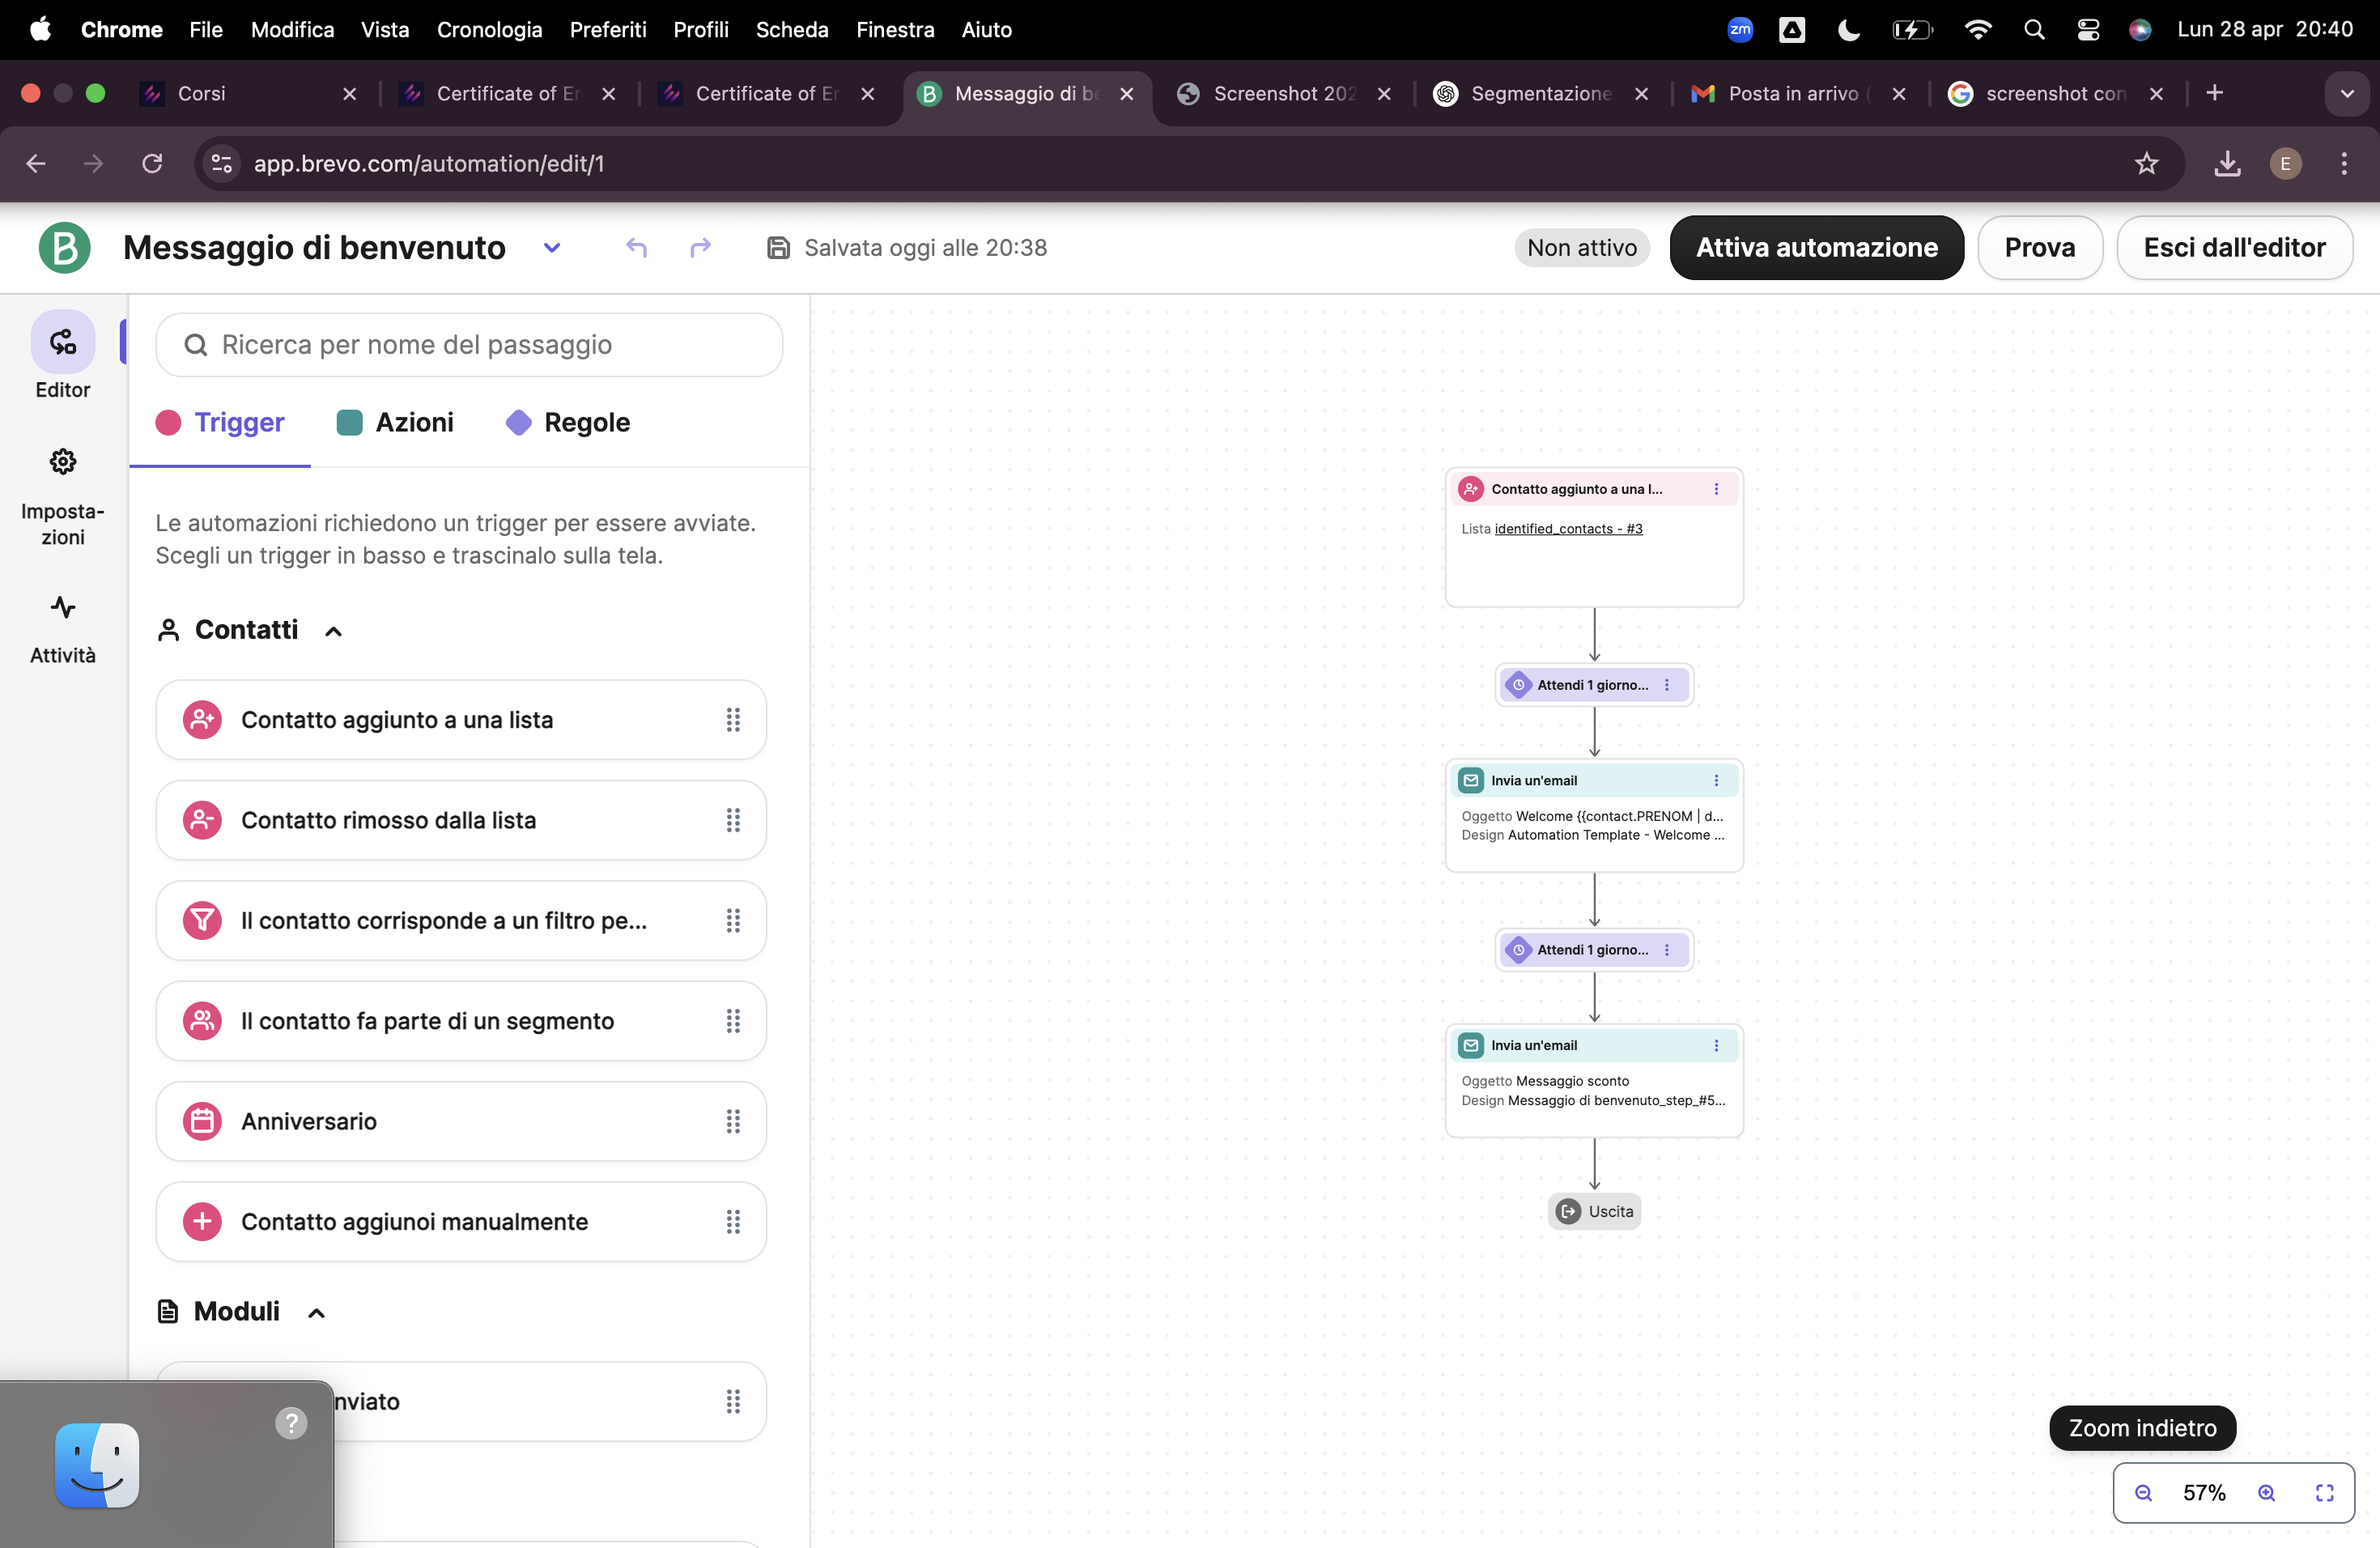 Chrome File Modifica Vista Cronologia Preferiti Profili Scheda Finestra Aiuto zm Lun 28 apr 20:40
Corsi Certificate of Er Certificate of Er Messaggio di be Screenshot 202 Segmentazione Posta in arrivo ( screenshot con
app.brevo.com/automation/edit/1 E
B Messaggio di benvenuto Salvata oggi alle 20:38 Non attivo Attiva automazione Prova Esci dall'editor
Editor
Imposta-
zioni
Attività
Ricerca per nome del passaggio
Trigger Azioni Regole
Le automazioni richiedono un trigger per essere avviate.
Scegli un trigger in basso e trascinalo sulla tela.
Contatti
Contatto aggiunto a una lista
Contatto rimosso dalla lista
Il contatto corrisponde a un filtro pe...
Il contatto fa parte di un segmento
Anniversario
Contatto aggiunoi manualmente
Moduli
nviato
?
Contatto aggiunto a una l...
Lista identified_contacts - #3
Attendi 1 giorno...
Invia un'email
Oggetto Welcome {{contact.PRENOM | d...
Design Automation Template - Welcome ...
Attendi 1 giorno...
Invia un'email
Oggetto Messaggio sconto
Design Messaggio di benvenuto_step_#5...
Uscita
Zoom indietro
57%